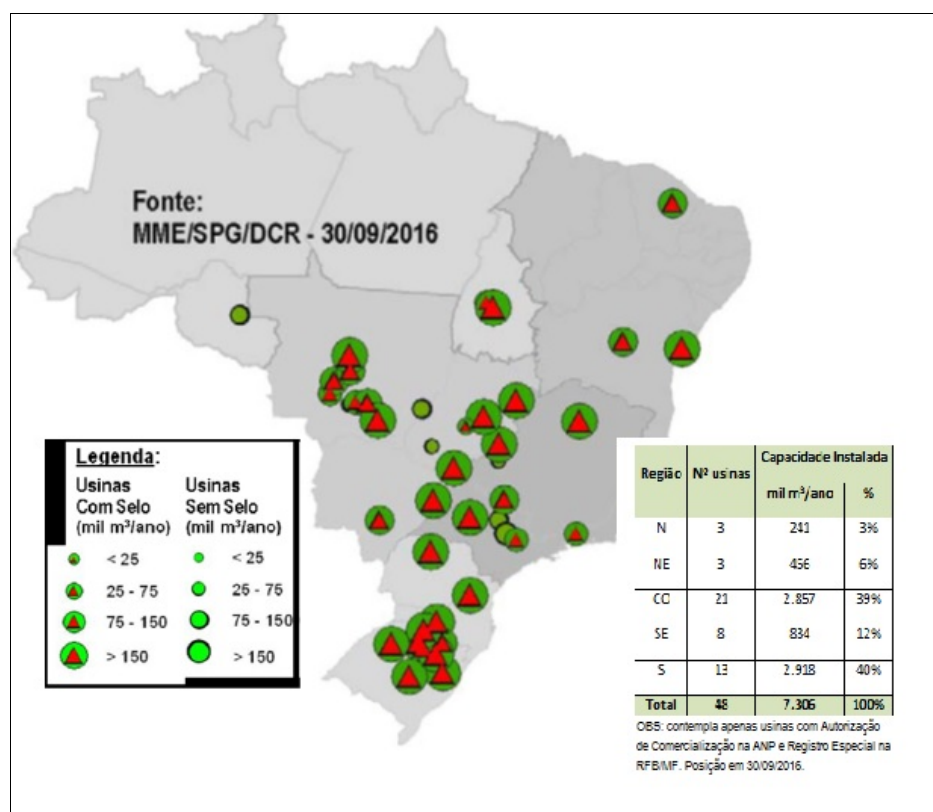 Fonte:
MME/SPG/DCR - 30/09/2016
Legenda:
Usinas Com Selo (mil m³/ano)
Usinas Sem Selo (mil m³/ano)
< 25 < 25
25 - 75 25 - 75
75 - 150 75 - 150
> 150 > 150
Região Nº usinas Capacidade Instalada
mil m³/ano %
N 3 241 3%
NE 3 456 6%
CO 21 2.857 39%
SE 8 834 12%
S 13 2.918 40%
Total 48 7.306 100%
OBS: contempla apenas usinas com Autorização
de Comercialização na ANP e Registro Especial na
RFB/MF. Posição em 30/09/2016.